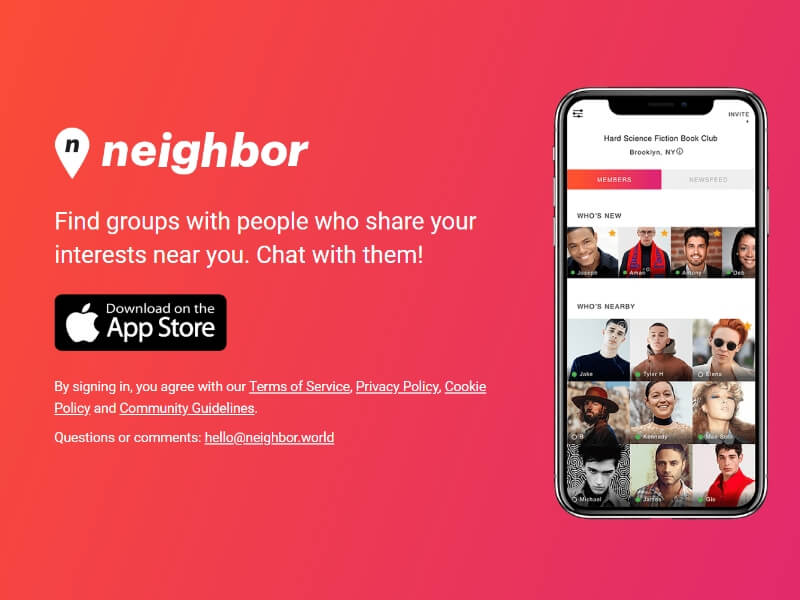 n neighbor
Find groups with people who share your
interests near you. Chat with them!
Download on the
App Store
By signing in, you agree with our Terms of Service, Privacy Policy, Cookie
Policy and Community Guidelines.
Questions or comments: hello@neighbor.world
INVITE
Hard Science Fiction Book Club
Brooklyn, NY
MEMBERS NEWSFEED
WHO'S NEW
Joseph Aman Antony Deb
WHO'S NEARBY
Jake Tyler H Elena
B Kennedy Mae Sofia
Michael James Gio